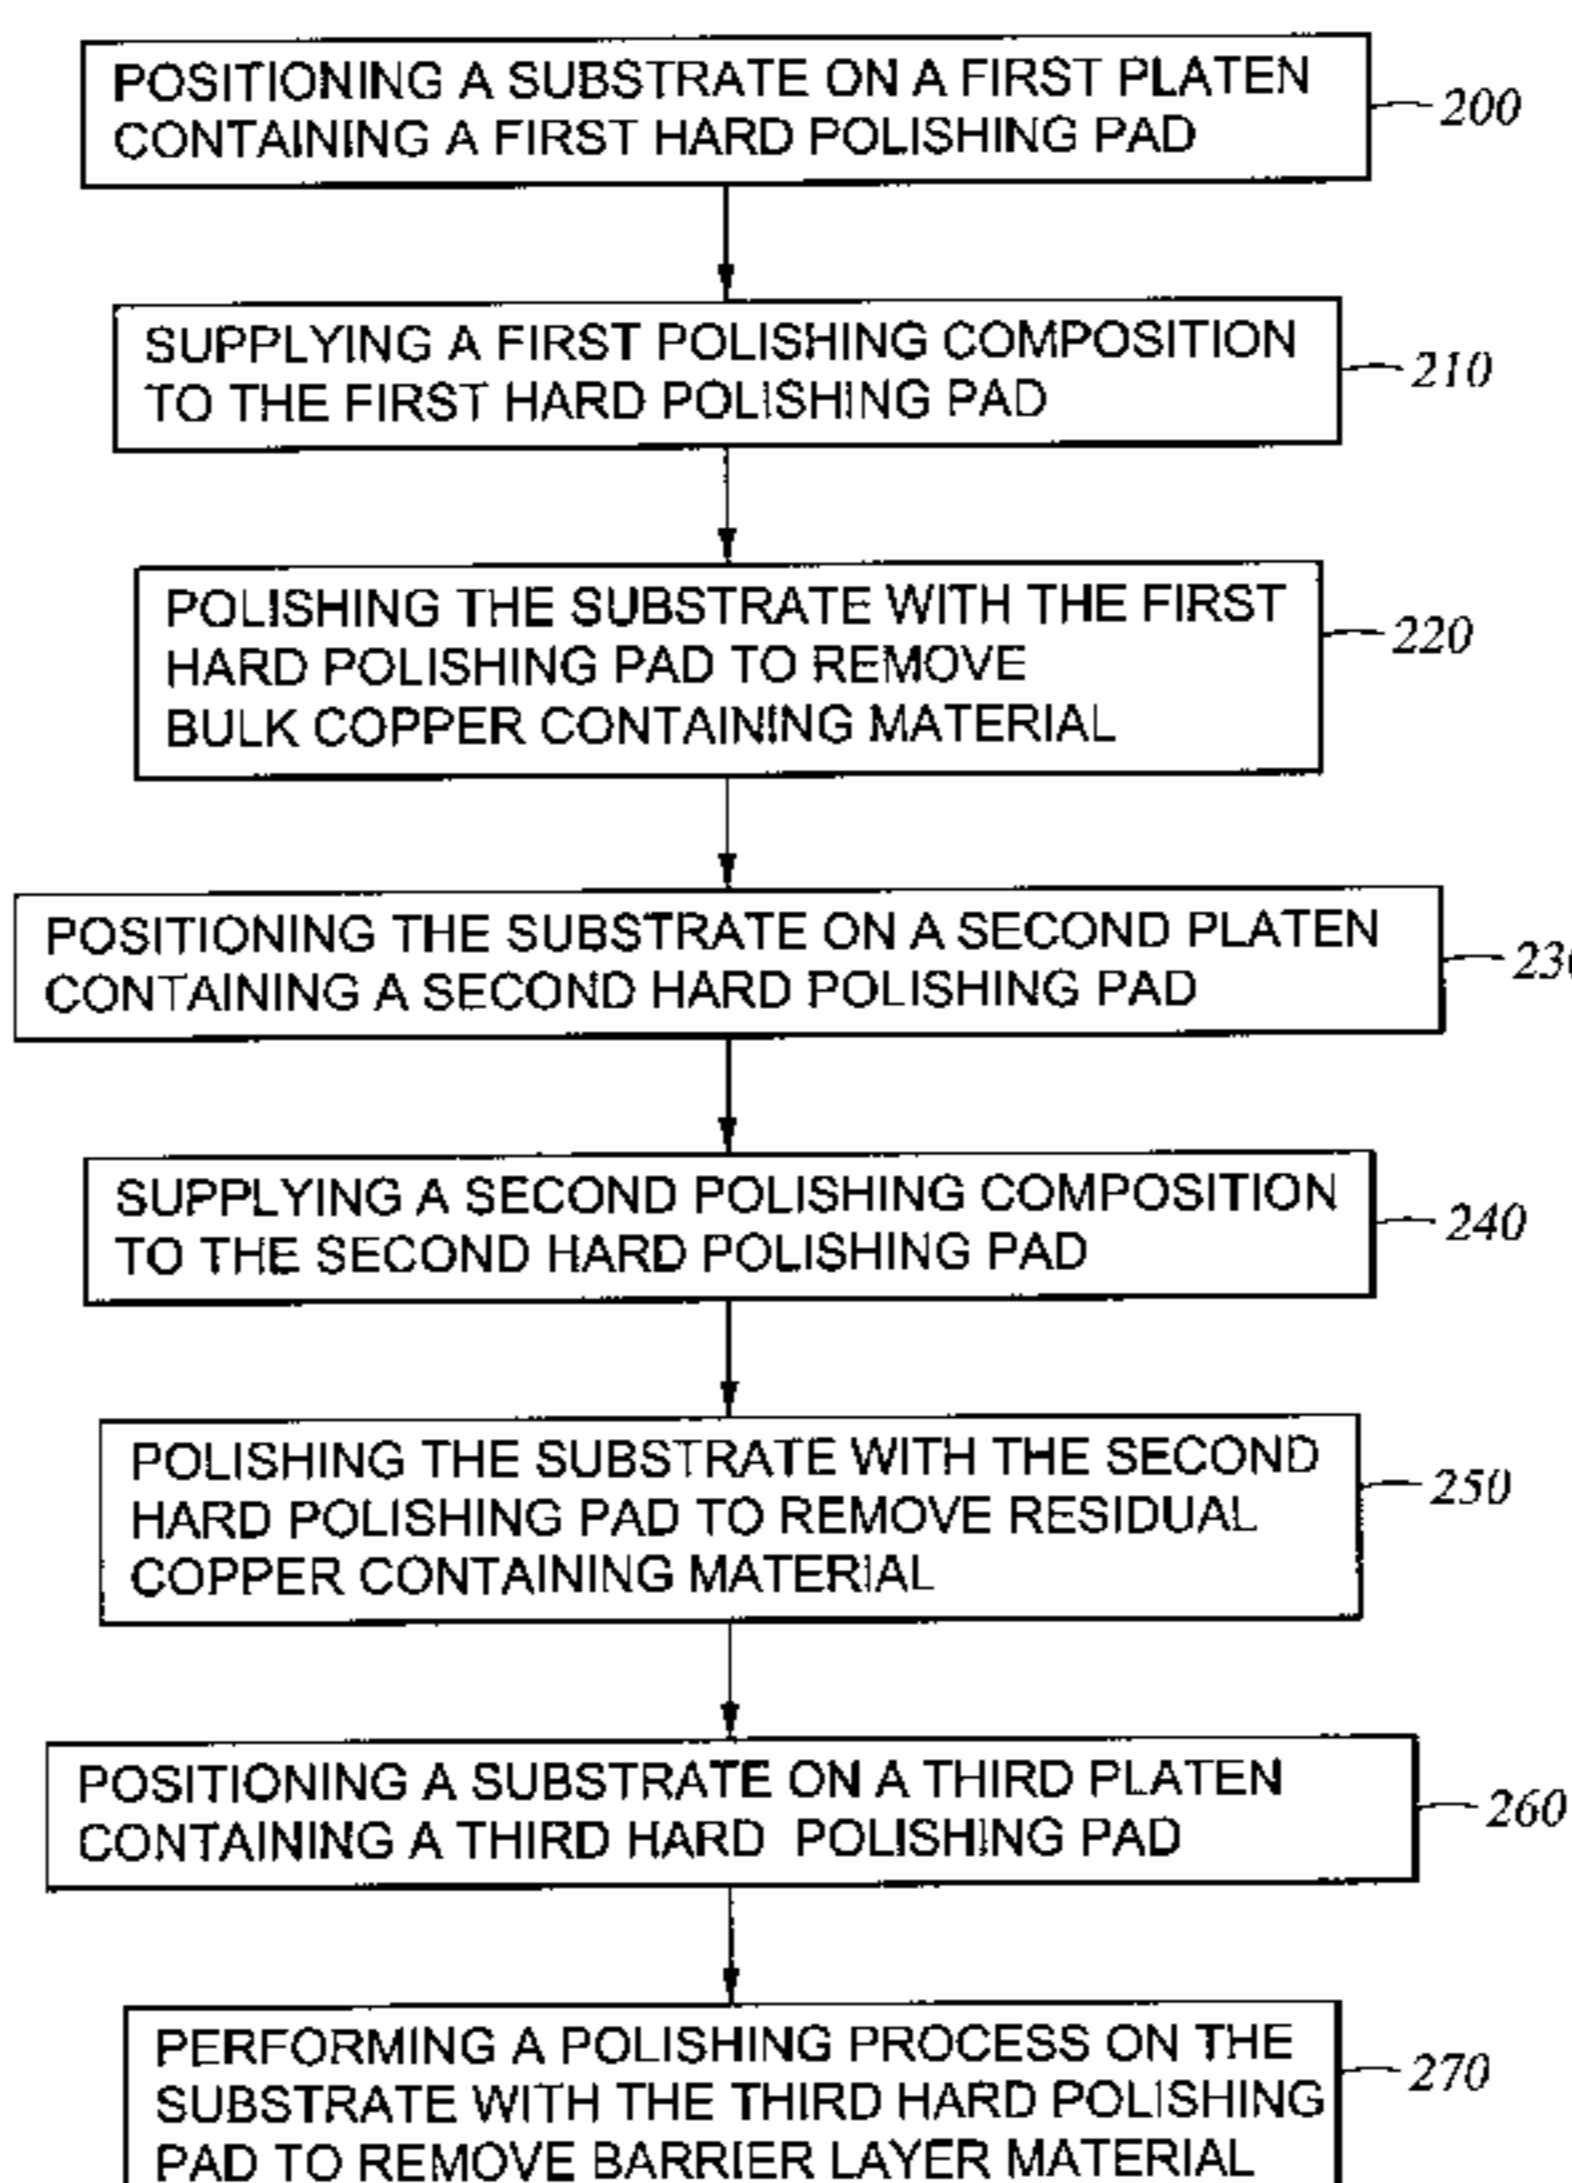 POSITIONING A SUBSTRATE ON A FIRST PLATEN
CONTAINING A FIRST HARD POLISHING PAD
200
SUPPLYING A FIRST POLISHING COMPOSITION
TO THE FIRST HARD POLISHING PAD
210
POLISHING THE SUBSTRATE WITH THE FIRST
HARD POLISHING PAD TO REMOVE
BULK COPPER CONTAINING MATERIAL
220
POSITIONING THE SUBSTRATE ON A SECOND PLATEN
CONTAINING A SECOND HARD POLISHING PAD
SUPPLYING A SECOND POLISHING COMPOSITION
TO THE SECOND HARD POLISHING PAD
240
POLISHING THE SUBSTRATE WITH THE SECOND
HARD POLISHING PAD TO REMOVE RESIDUAL
COPPER CONTAINING MATERIAL
250
POSITIONING A SUBSTRATE ON A THIRD PLATEN
CONTAINING A THIRD HARD POLISHING PAD
260
PERFORMING A POLISHING PROCESS ON THE
SUBSTRATE WITH THE THIRD HARD POLISHING
PAD TO REMOVE BARRIER LAYER MATERIAL
270